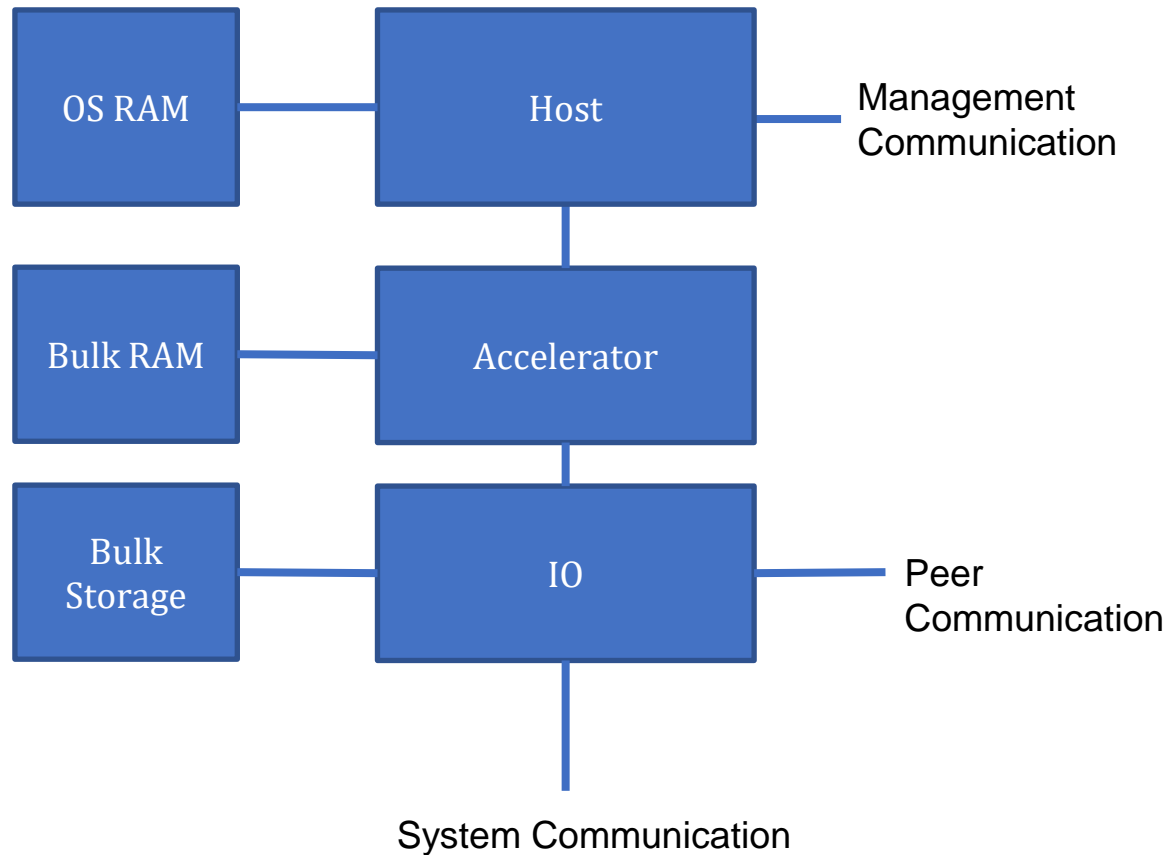 OS RAM
Host
Management
Communication
Bulk RAM
Accelerator
Bulk
Storage
IO
Peer
Communication
System Communication